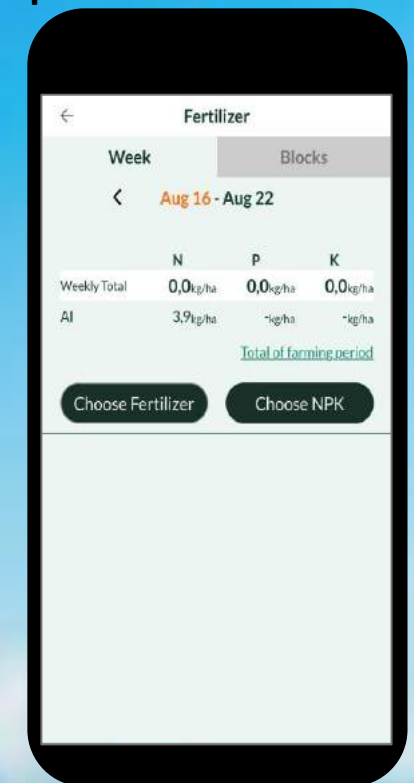 ← Fertilizer
Week Blocks
< Aug 16 - Aug 22
N P K
Weekly Total 0,0kg/ha 0,0kg/ha 0,0kg/ha
AI 3,9kg/ha -kg/ha -kg/ha
Total of farming period
Choose Fertilizer Choose NPK